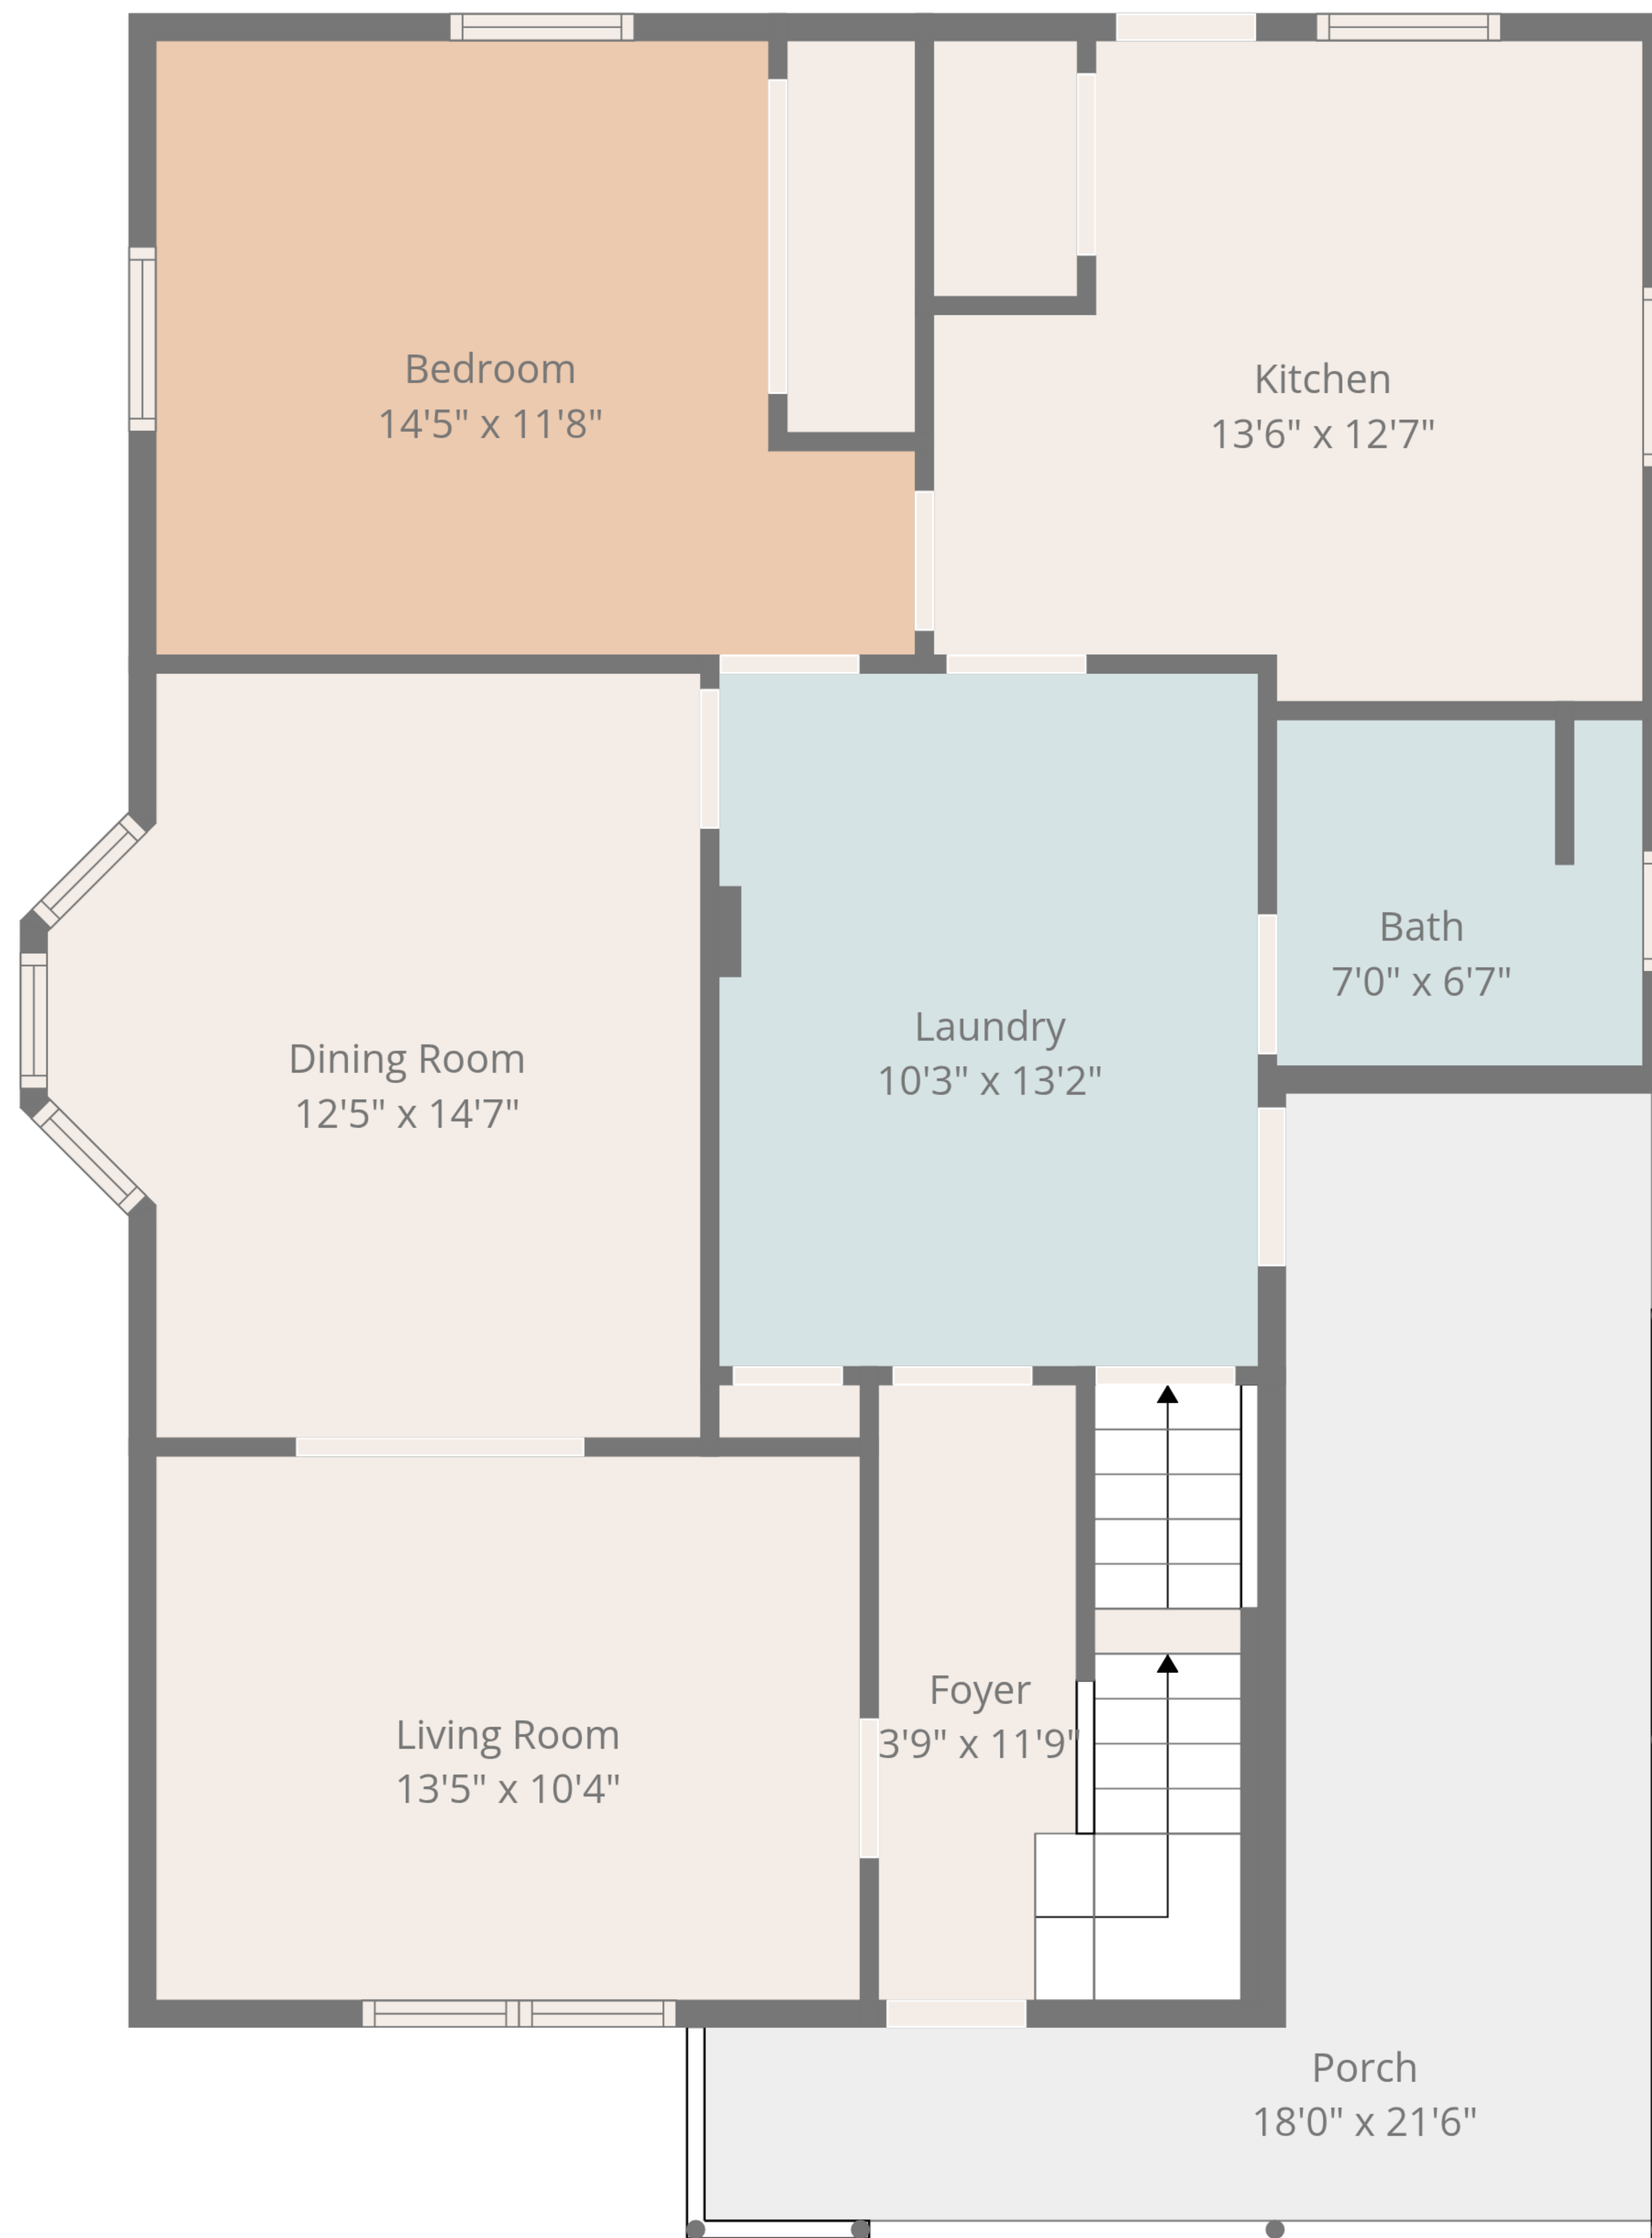 Bedroom
14'5" x 11'8"
Kitchen
13'6" x 12'7"
Bath
7'0" x 6'7"
Laundry
10'3" x 13'2"
Dining Room
12'5" x 14'7"
Foyer
3'9" x 11'9"
Living Room
13'5" x 10'4"
Porch
18'0" x 21'6"